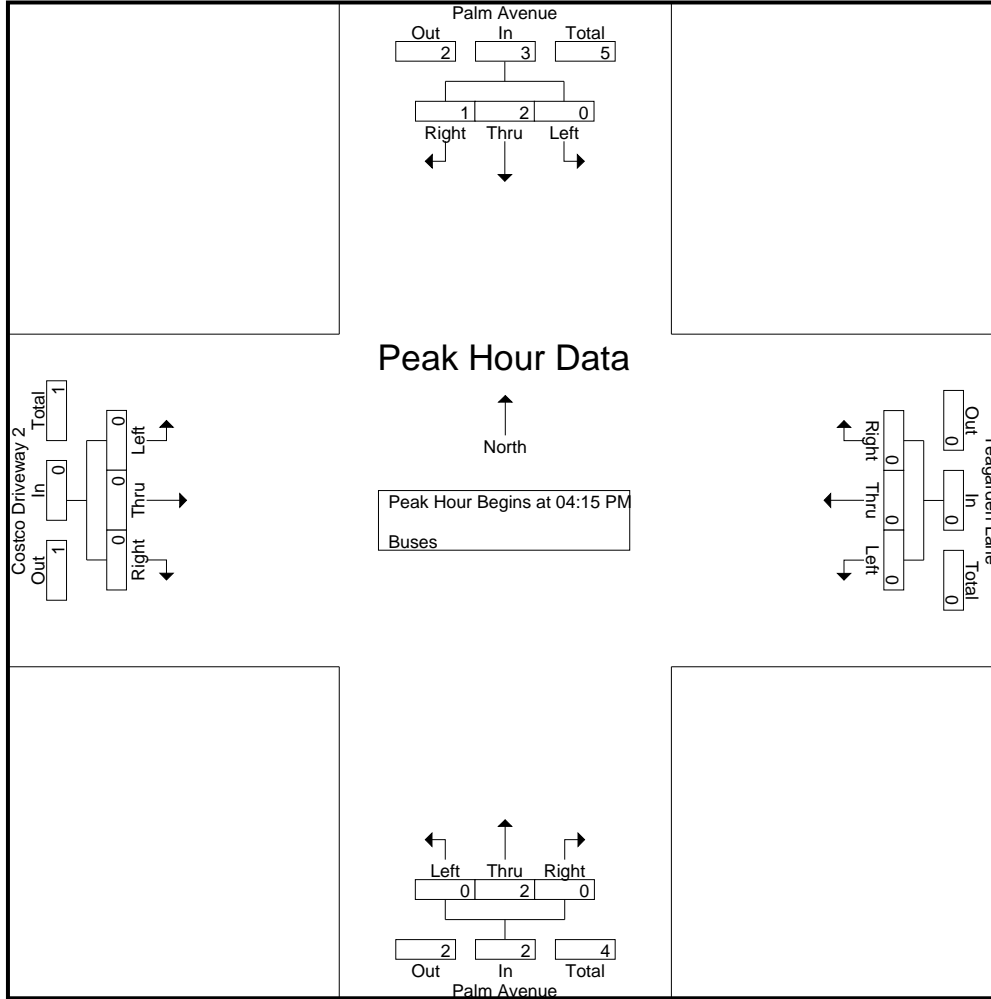 Palm Avenue
Out In Total
2 3 5
1 2 0
Right Thru Left
Peak Hour Data
North
Peak Hour Begins at 04:15 PM
Buses
Costco Driveway 2
Total In Out
1 0 1
0 0 0
Left Thru Right
Right Thru Left
0 0 0
Out In Total
0 0 0
Teagarden Lane
Left Thru Right
0 2 0
2 2 4
Out In Total
Palm Avenue